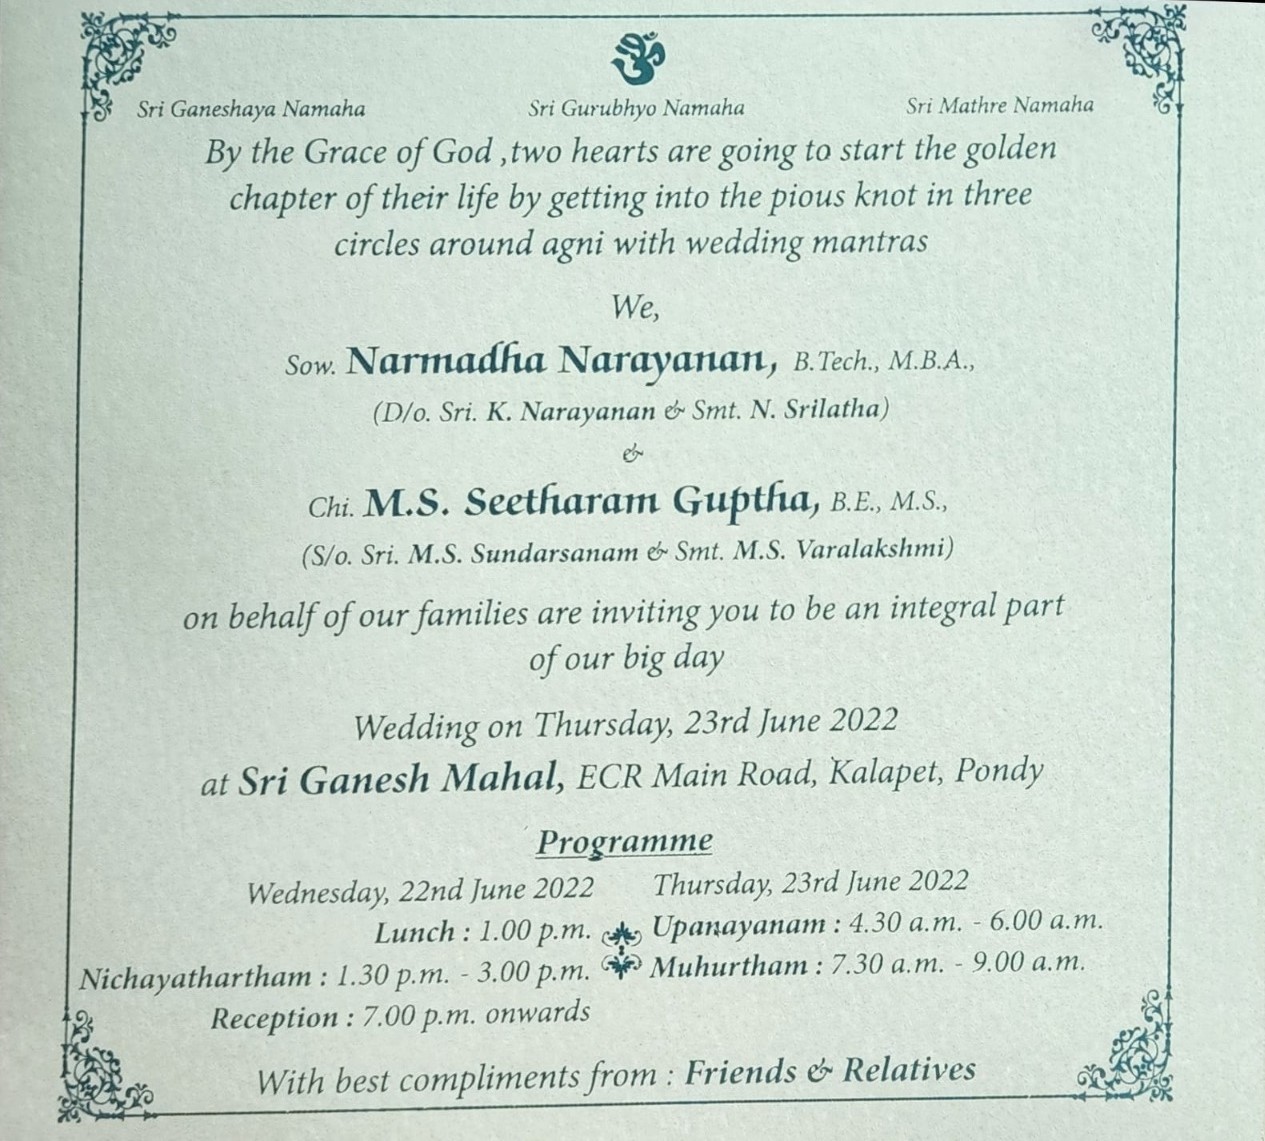 ॐ
Sri Ganeshaya Namaha Sri Gurubhyo Namaha Sri Mathre Namaha
By the Grace of God ,two hearts are going to start the golden
chapter of their life by getting into the pious knot in three
circles around agni with wedding mantras
We,
Sow. Narmadha Narayanan, B.Tech., M.B.A.,
(D/o. Sri. K. Narayanan & Smt. N. Srilatha)
&
Chi. M.S. Seetharam Guptha, B.E., M.S.,
(S/o. Sri. M.S. Sundarsanam & Smt. M.S. Varalakshmi)
on behalf of our families are inviting you to be an integral part
of our big day
Wedding on Thursday, 23rd June 2022
at Sri Ganesh Mahal, ECR Main Road, Kalapet, Pondy
Programme
Wednesday, 22nd June 2022
Lunch : 1.00 p.m.
Nichayathartham : 1.30 p.m. - 3.00 p.m.
Reception : 7.00 p.m. onwards
Thursday, 23rd June 2022
Upanayanam : 4.30 a.m. - 6.00 a.m.
Muhurtham : 7.30 a.m. - 9.00 a.m.
With best compliments from : Friends & Relatives